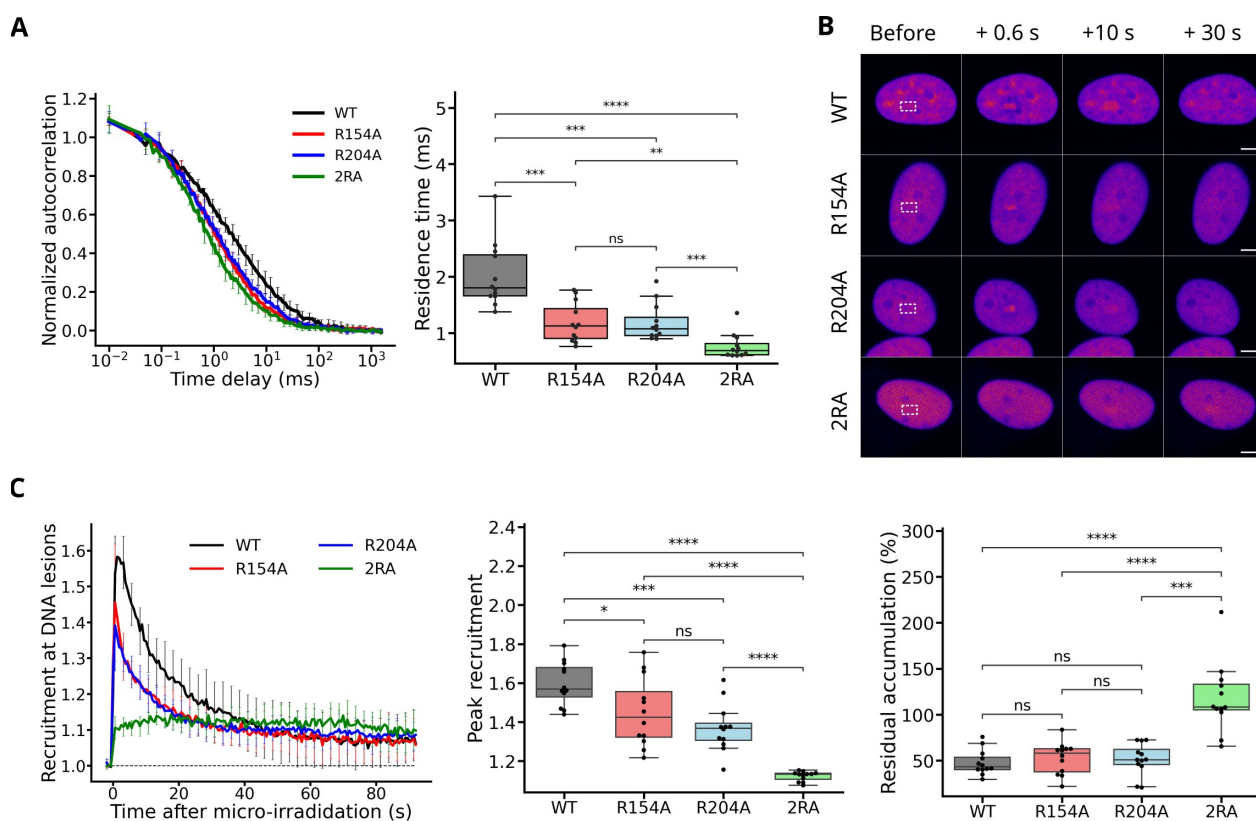 A
Normalized autocorrelation
1.2
1.0
0.8
0.6
0.4
0.2
0.0
WT
R154A
R204A
2RA
10⁻² 10⁻¹ 10⁰ 10¹ 10² 10³
Time delay (ms)
Residence time (ms)
5
4
3
2
1
****
***
**
***
ns
***
WT R154A R204A 2RA
B
Before + 0.6 s +10 s + 30 s
WT
R154A
R204A
2RA
C
Recruitment at DNA lesions
1.6
1.5
1.4
1.3
1.2
1.1
1.0
WT R204A
R154A 2RA
0 20 40 60 80
Time after micro-irradidation (s)
Peak recruitment
2.4
2.2
2.0
1.8
1.6
1.4
1.2
****
****
***
*
ns
****
WT R154A R204A 2RA
Residual accumulation (%)
300
250
200
150
100
50
****
****
***
ns
ns
ns
WT R154A R204A 2RA